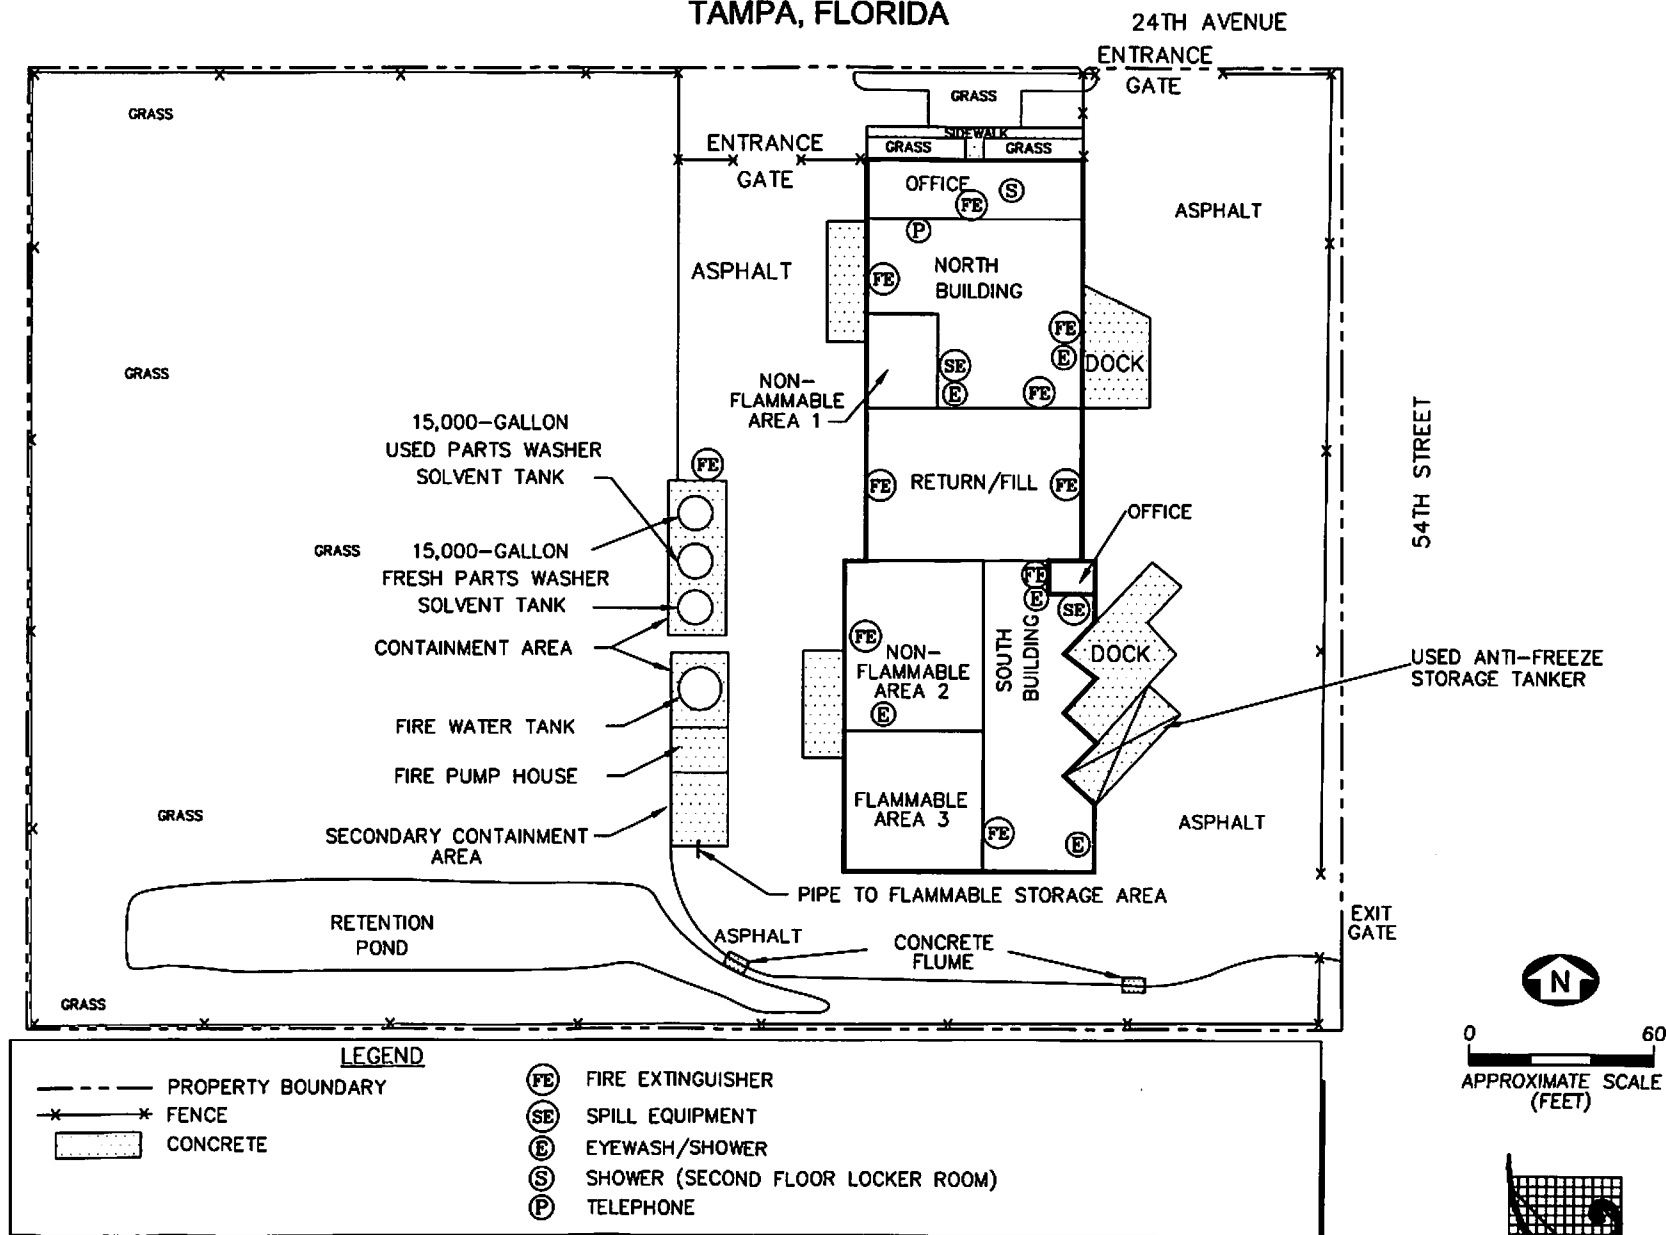 TAMPA, FLORIDA
24TH AVENUE
ENTRANCE
GATE
GRASS
GRASS
SIDEWALK
GRASS
GRASS
ENTRANCE
GATE
OFFICE
S
FE
ASPHALT
P
ASPHALT
FE
NORTH
BUILDING
FE
E
DOCK
SE
E
FE
GRASS
NON-
FLAMMABLE
AREA 1
15,000-GALLON
USED PARTS WASHER
SOLVENT TANK
FE
FE
RETURN/FILL
FE
54TH STREET
OFFICE
GRASS
15,000-GALLON
FRESH PARTS WASHER
SOLVENT TANK
FE
E
SE
CONTAINMENT AREA
FE
NON-
FLAMMABLE
AREA 2
E
SOUTH
BUILDING
DOCK
USED ANTI-FREEZE
STORAGE TANKER
FIRE WATER TANK
FIRE PUMP HOUSE
GRASS
SECONDARY CONTAINMENT
AREA
FLAMMABLE
AREA 3
FE
E
ASPHALT
PIPE TO FLAMMABLE STORAGE AREA
RETENTION
POND
ASPHALT
CONCRETE
FLUME
EXIT
GATE
GRASS
N
0 60
APPROXIMATE SCALE
(FEET)
LEGEND
PROPERTY BOUNDARY
FENCE
CONCRETE
FE FIRE EXTINGUISHER
SE SPILL EQUIPMENT
E EYEWASH/SHOWER
S SHOWER (SECOND FLOOR LOCKER ROOM)
P TELEPHONE